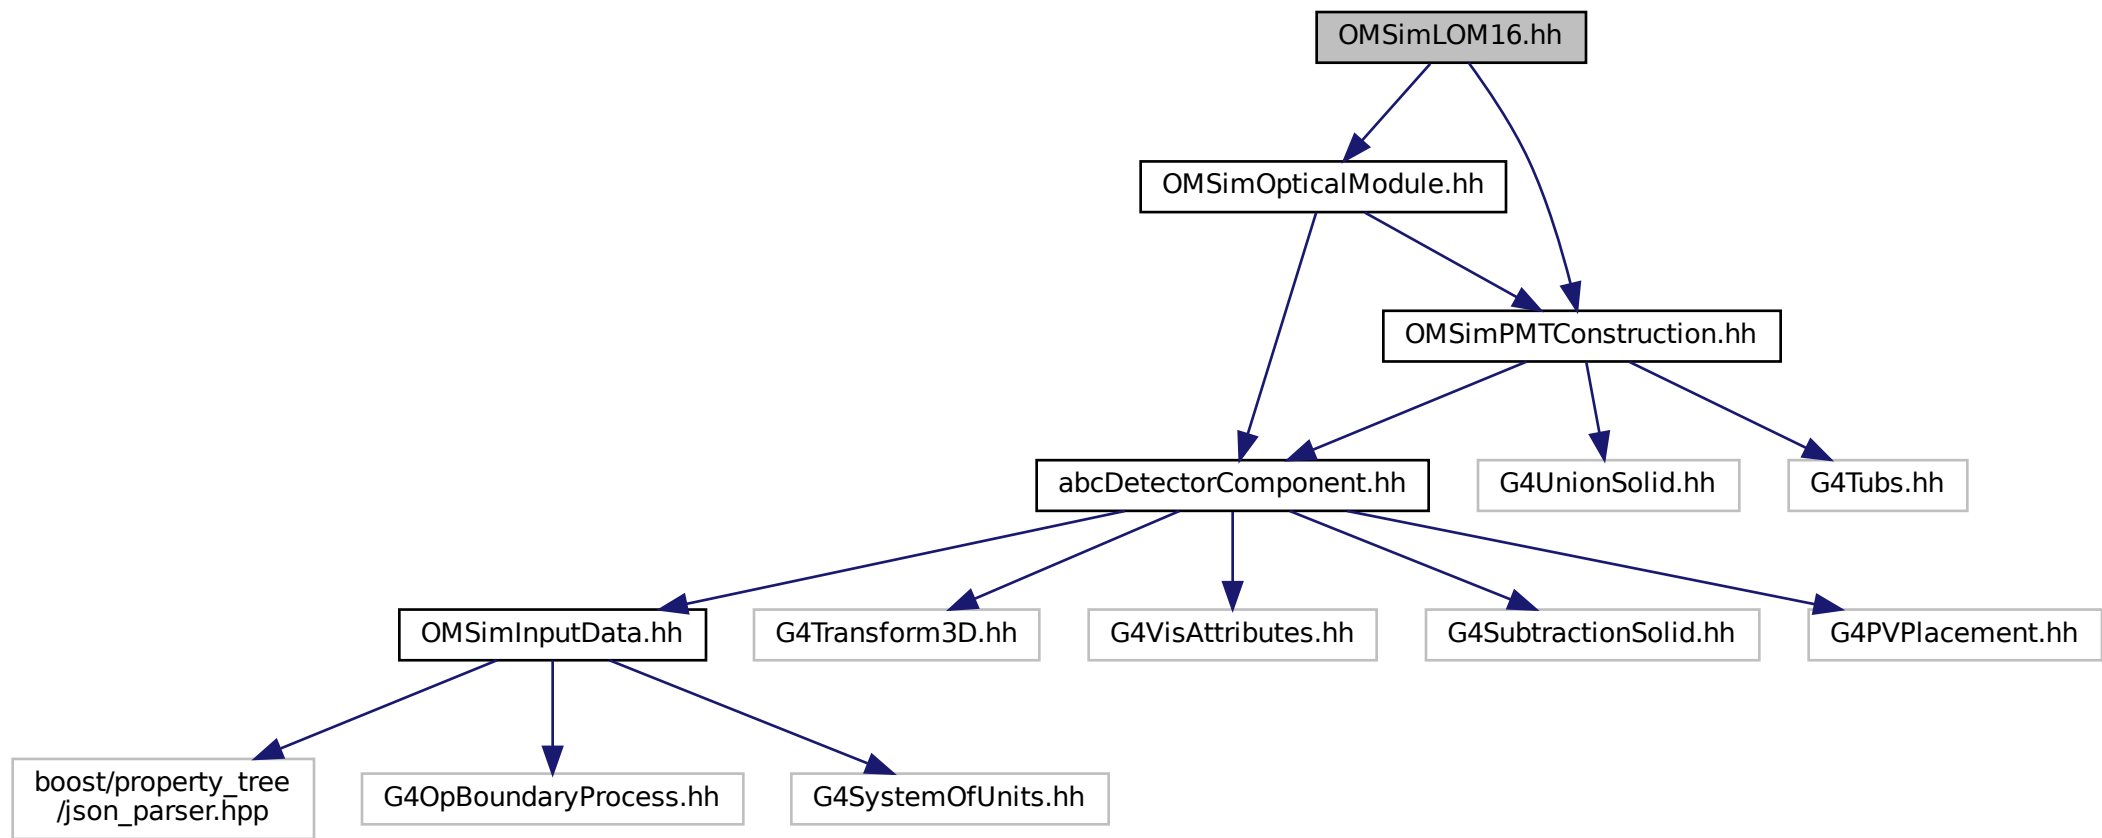 OMSimLOM16.hh
OMSimOpticalModule.hh
OMSimPMTConstruction.hh
abcDetectorComponent.hh
G4UnionSolid.hh
G4Tubs.hh
OMSimInputData.hh
G4Transform3D.hh
G4VisAttributes.hh
G4SubtractionSolid.hh
G4PVPlacement.hh
boost/property_tree
/json_parser.hpp
G4OpBoundaryProcess.hh
G4SystemOfUnits.hh